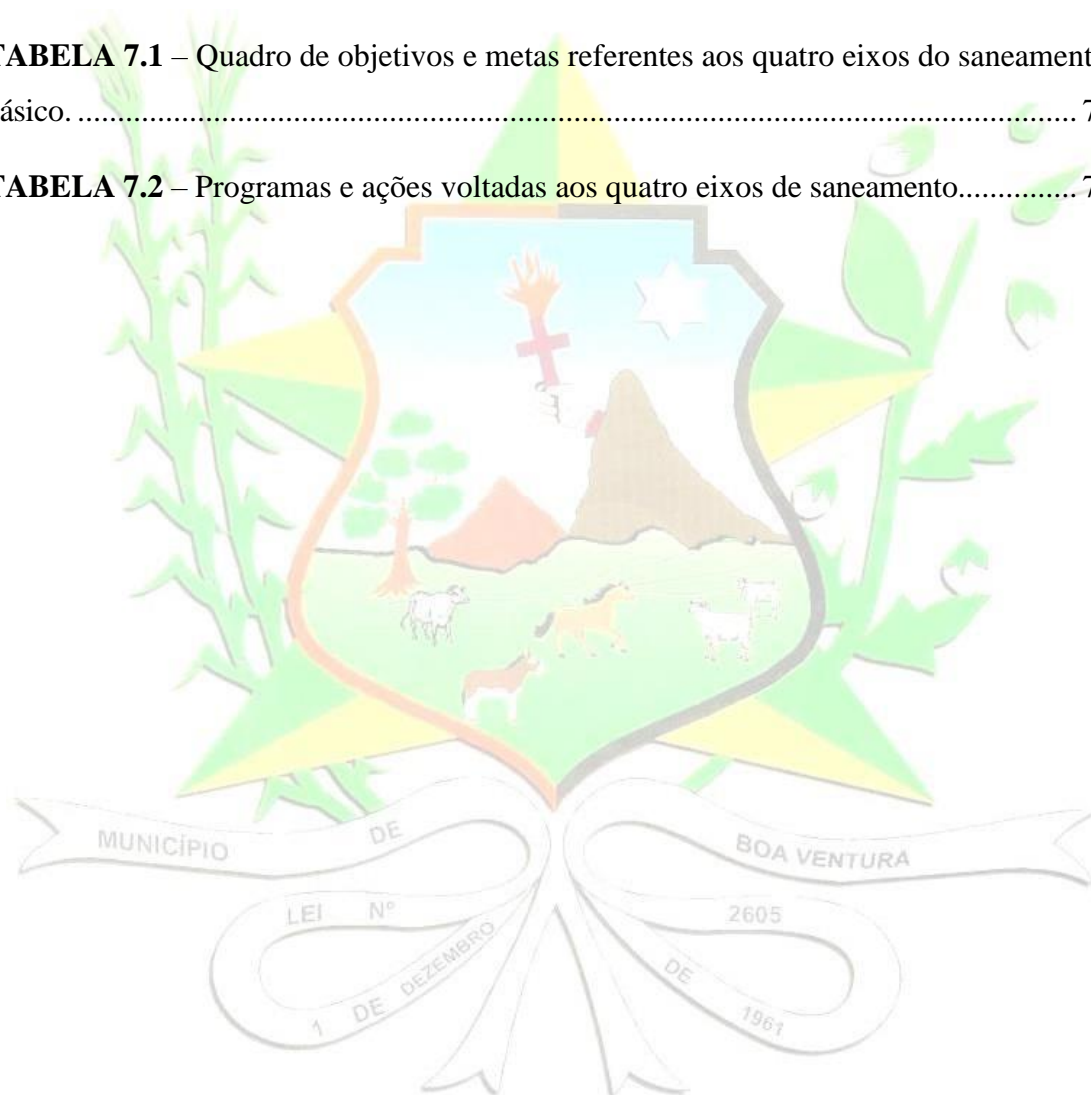 TABELA 7.1 – Quadro de objetivos e metas referentes aos quatro eixos do saneament
ásico. ............................................................................................................................. 7
TABELA 7.2 – Programas e ações voltadas aos quatro eixos de saneamento............... 7
MUNICÍPIO DE BOA VENTURA
LEI Nº 2605
1 DE DEZEMBRO DE 1961